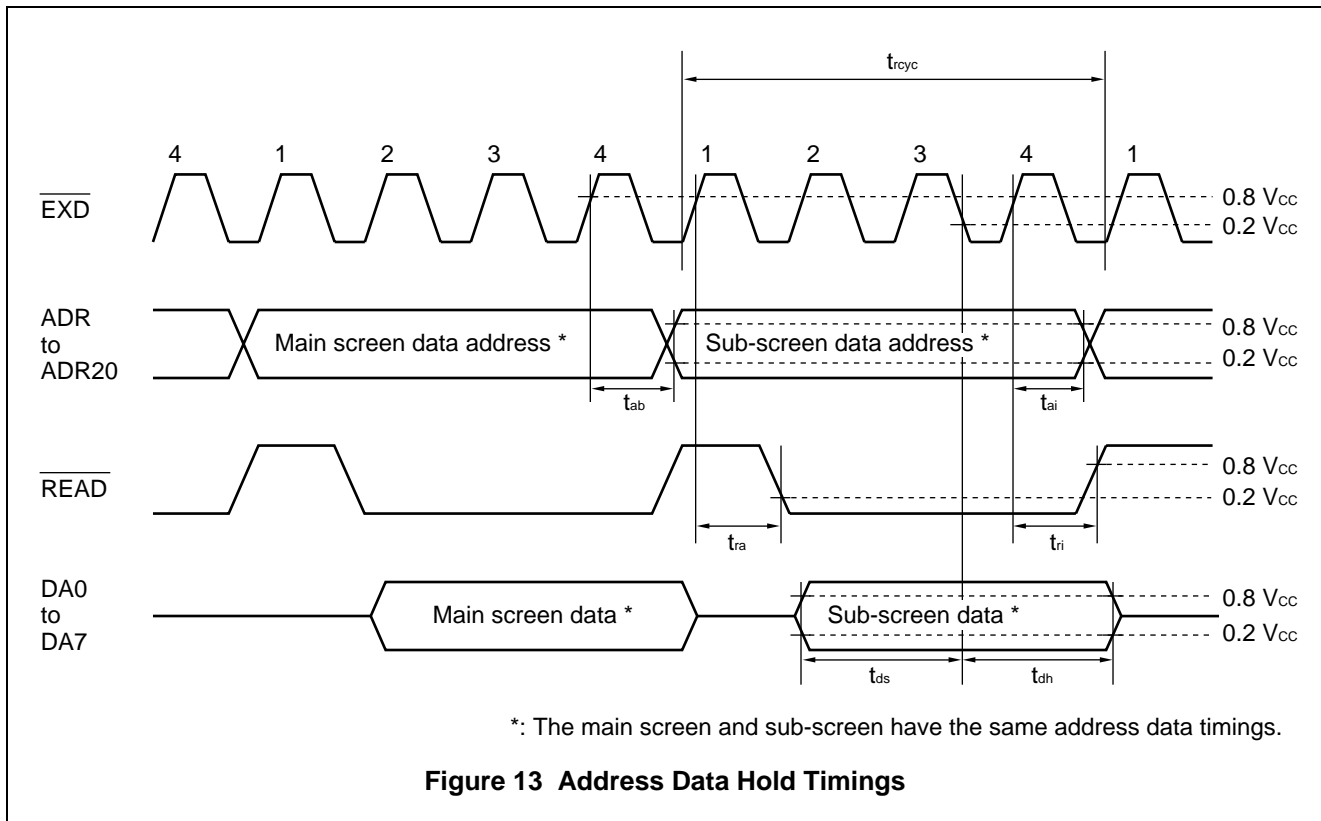 trcyc
4 1 2 3 4 1 2 3 4 1
EXD
0.8 Vcc
0.2 Vcc
ADR
to
ADR20
Main screen data address *
Sub-screen data address *
0.8 Vcc
0.2 Vcc
tab
tai
READ
0.8 Vcc
0.2 Vcc
tra
tri
DA0
to
DA7
Main screen data *
Sub-screen data *
0.8 Vcc
0.2 Vcc
tds
tdh
*: The main screen and sub-screen have the same address data timings.
Figure 13 Address Data Hold Timings